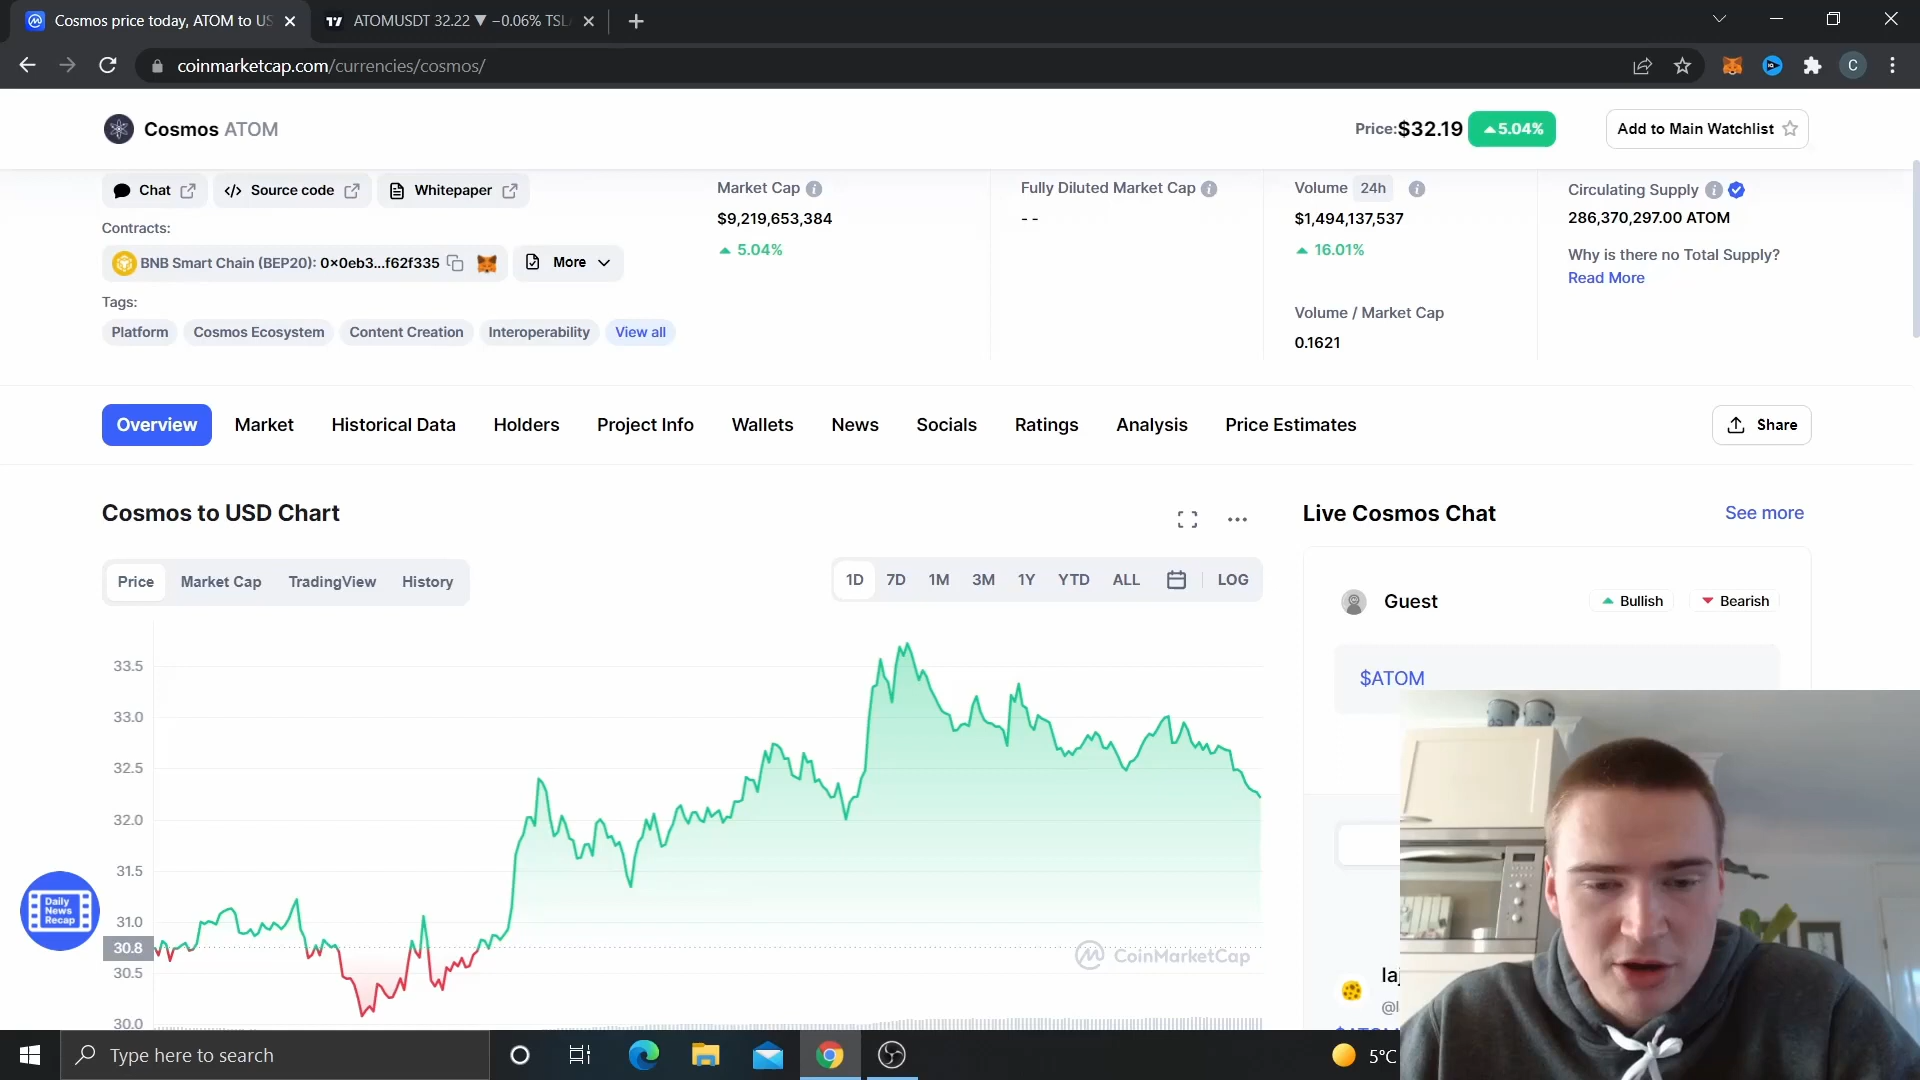 Cosmos price today, ATOM to US
ATOMUSDT 32.22 ▼ −0.06% TSL
coinmarketcap.com/currencies/cosmos/
C
Cosmos ATOM
Price:$32.19
5.04%
Add to Main Watchlist
Chat
Source code
Whitepaper
Contracts:
BNB Smart Chain (BEP20): 0x0eb3...f62f335
More
Tags:
Platform
Cosmos Ecosystem
Content Creation
Interoperability
View all
Market Cap
$9,219,653,384
5.04%
Fully Diluted Market Cap
- -
Volume 24h
$1,494,137,537
16.01%
Volume / Market Cap
0.1621
Circulating Supply
286,370,297.00 ATOM
Why is there no Total Supply?
Read More
Overview
Market
Historical Data
Holders
Project Info
Wallets
News
Socials
Ratings
Analysis
Price Estimates
Share
Cosmos to USD Chart
Price
Market Cap
TradingView
History
1D
7D
1M
3M
1Y
YTD
ALL
LOG
33.5
33.0
32.5
32.0
31.5
31.0
30.8
30.5
30.0
CoinMarketCap
Daily
News
Recap
Live Cosmos Chat
See more
Guest
Bullish
Bearish
$ATOM
Type here to search
5°C